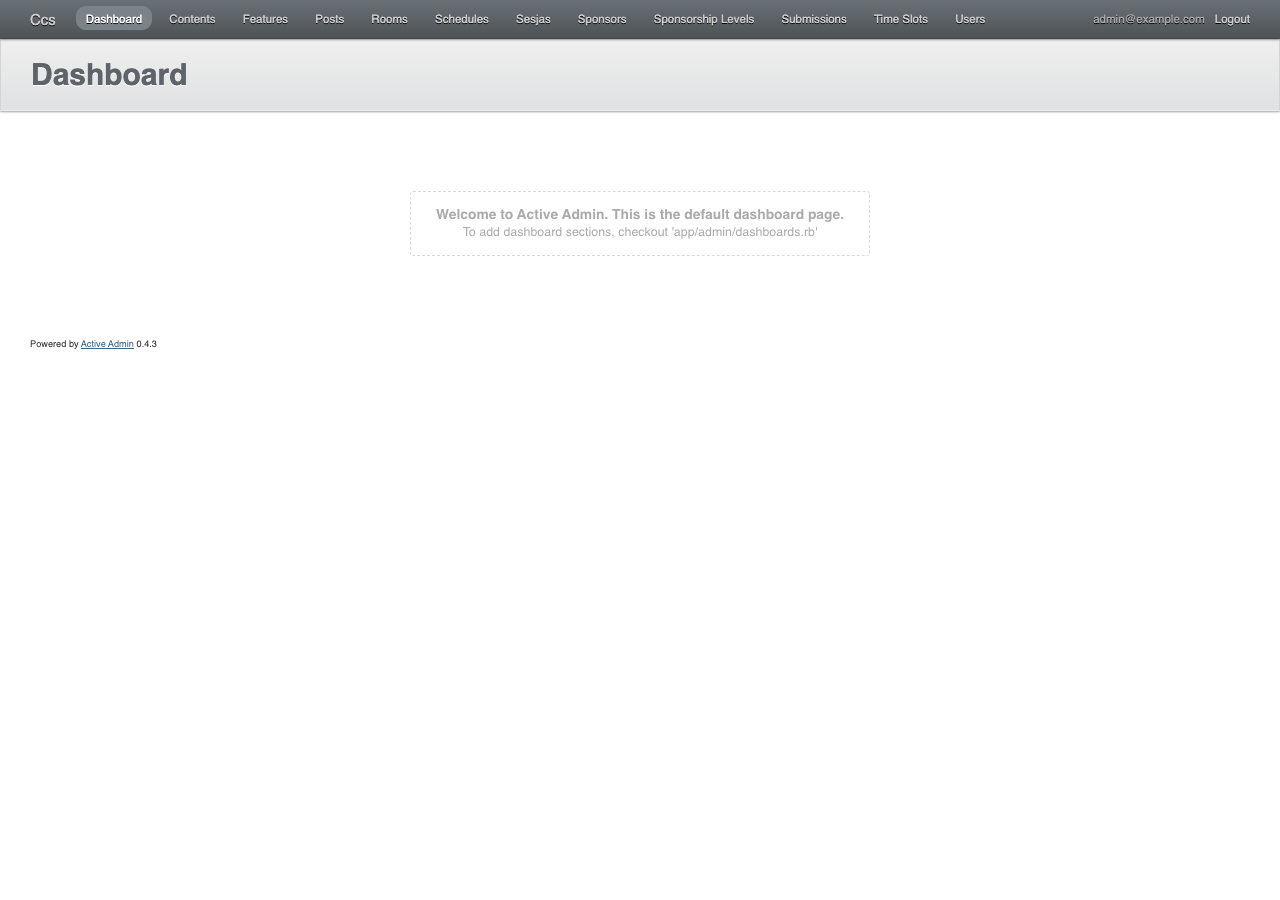 Ccs Dashboard Contents Features Posts Rooms Schedules Sesjas Sponsors Sponsorship Levels Submissions Time Slots Users admin@example.com Logout
Dashboard
Welcome to Active Admin. This is the default dashboard page.
To add dashboard sections, checkout 'app/admin/dashboards.rb'
Powered by Active Admin 0.4.3